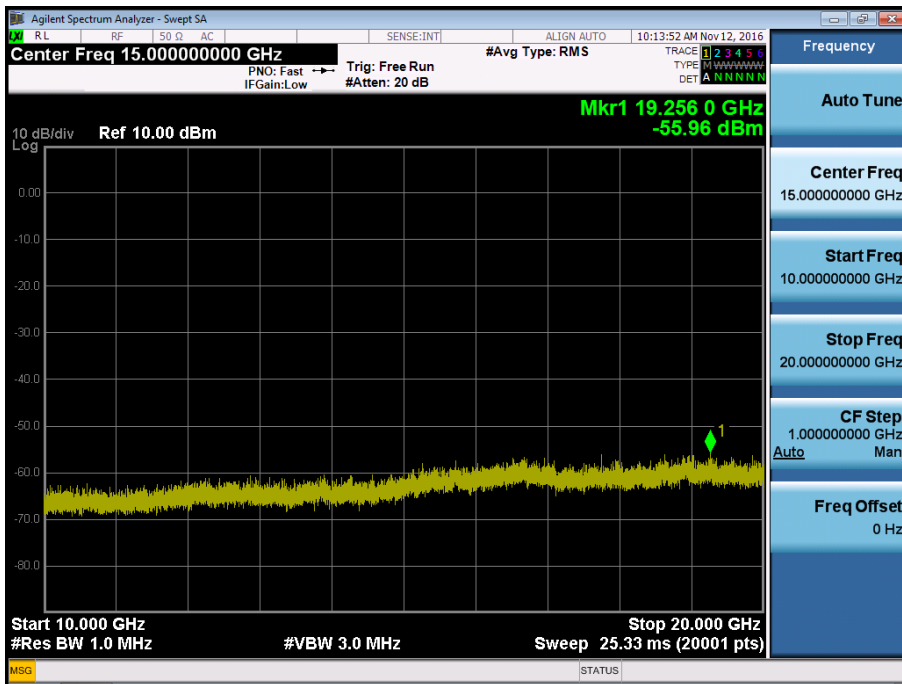 Agilent Spectrum Analyzer - Swept SA
LXI RL RF 50 Ω AC SENSE:INT ALIGN AUTO 10:13:52 AM Nov 12, 2016
Center Freq 15.000000000 GHz
PNO: Fast
IFGain:Low
Trig: Free Run
#Atten: 20 dB
#Avg Type: RMS
TRACE 1 2 3 4 5 6
TYPE M WWWWW
DET A N N N N N
Mkr1 19.256 0 GHz
-55.96 dBm
10 dB/div Ref 10.00 dBm
Log
0.00
-10.0
-20.0
-30.0
-40.0
-50.0
-60.0
-70.0
-80.0
1
Start 10.000 GHz
Stop 20.000 GHz
#Res BW 1.0 MHz
#VBW 3.0 MHz
Sweep 25.33 ms (20001 pts)
MSG
STATUS
Frequency
Auto Tune
Center Freq
15.000000000 GHz
Start Freq
10.000000000 GHz
Stop Freq
20.000000000 GHz
CF Step
1.000000000 GHz
Auto Man
Freq Offset
0 Hz